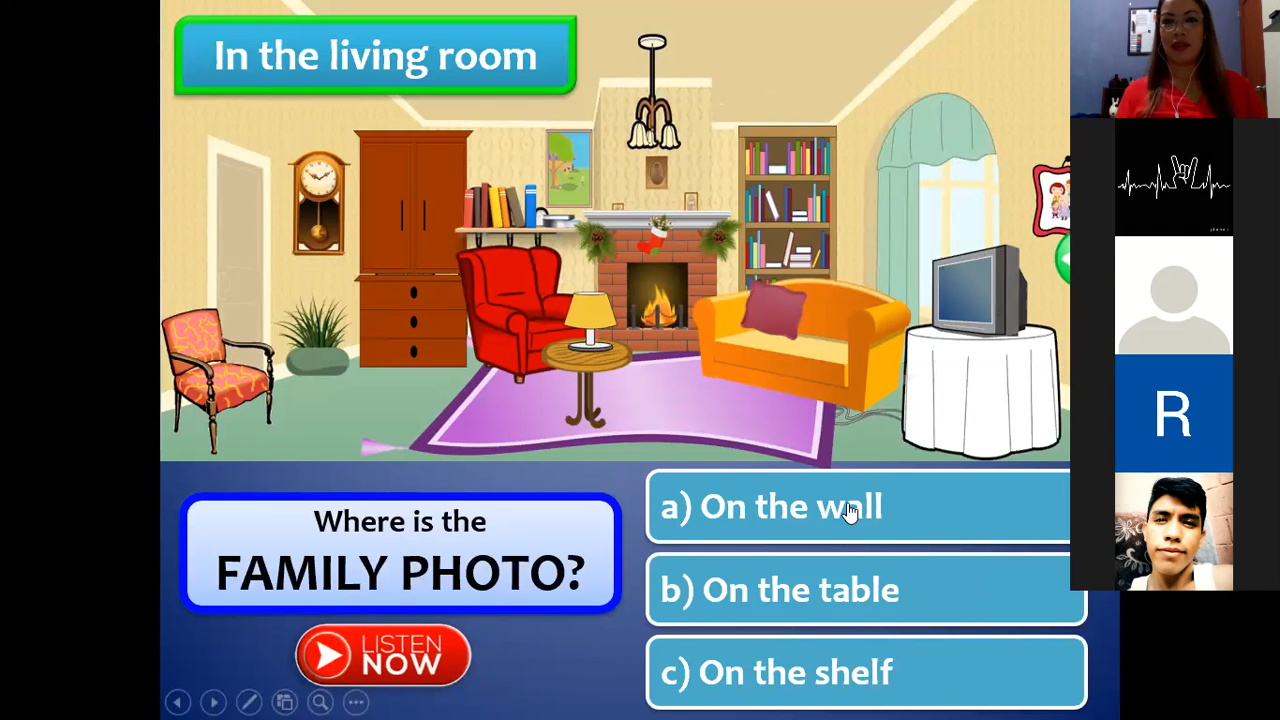 In the living room
Where is the
FAMILY PHOTO?
LISTEN
NOW
a) On the wall
b) On the table
c) On the shelf
R